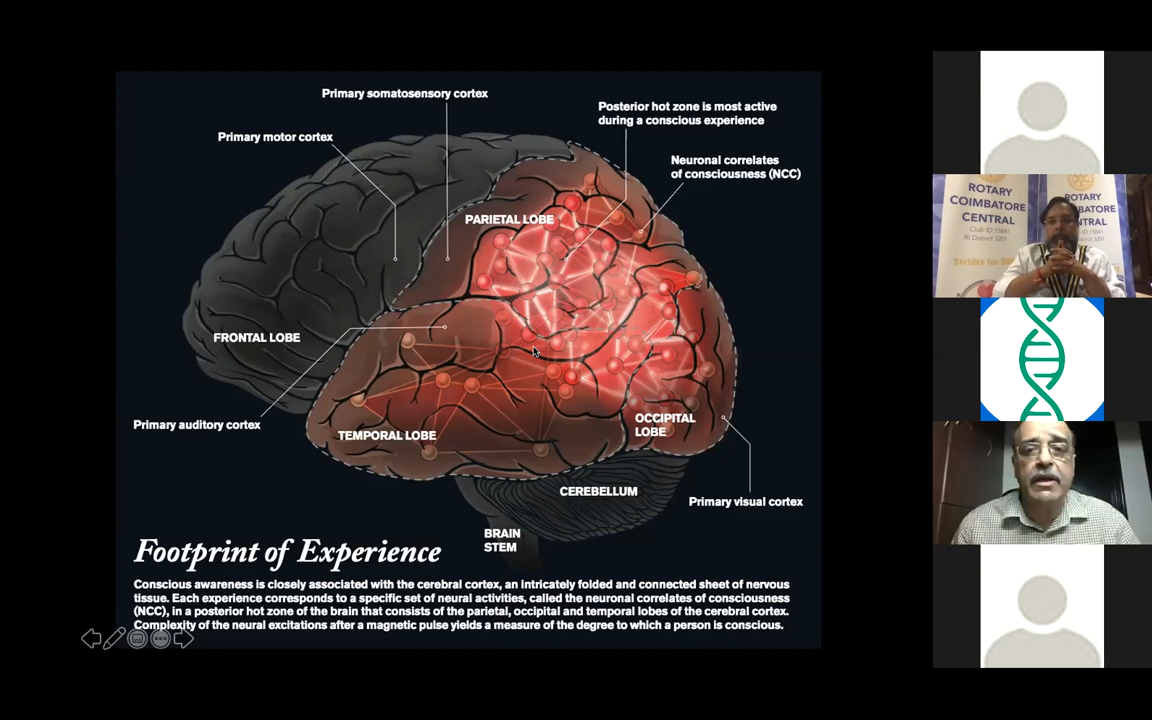 Primary somatosensory cortex
Posterior hot zone is most active
during a conscious experience
Primary motor cortex
Neuronal correlates
of consciousness (NCC)
PARIETAL LOBE
FRONTAL LOBE
Primary auditory cortex
TEMPORAL LOBE
OCCIPITAL
LOBE
CEREBELLUM
Primary visual cortex
BRAIN
STEM
Footprint of Experience
Conscious awareness is closely associated with the cerebral cortex, an intricately folded and connected sheet of nervous
tissue. Each experience corresponds to a specific set of neural activities, called the neuronal correlates of consciousness
(NCC), in a posterior hot zone of the brain that consists of the parietal, occipital and temporal lobes of the cerebral cortex.
Complexity of the neural excitations after a magnetic pulse yields a measure of the degree to which a person is conscious.
ROTARY
COIMBATORE
CENTRAL
Club ID:15841
RI District 3201
ROTARY
CENTRAL